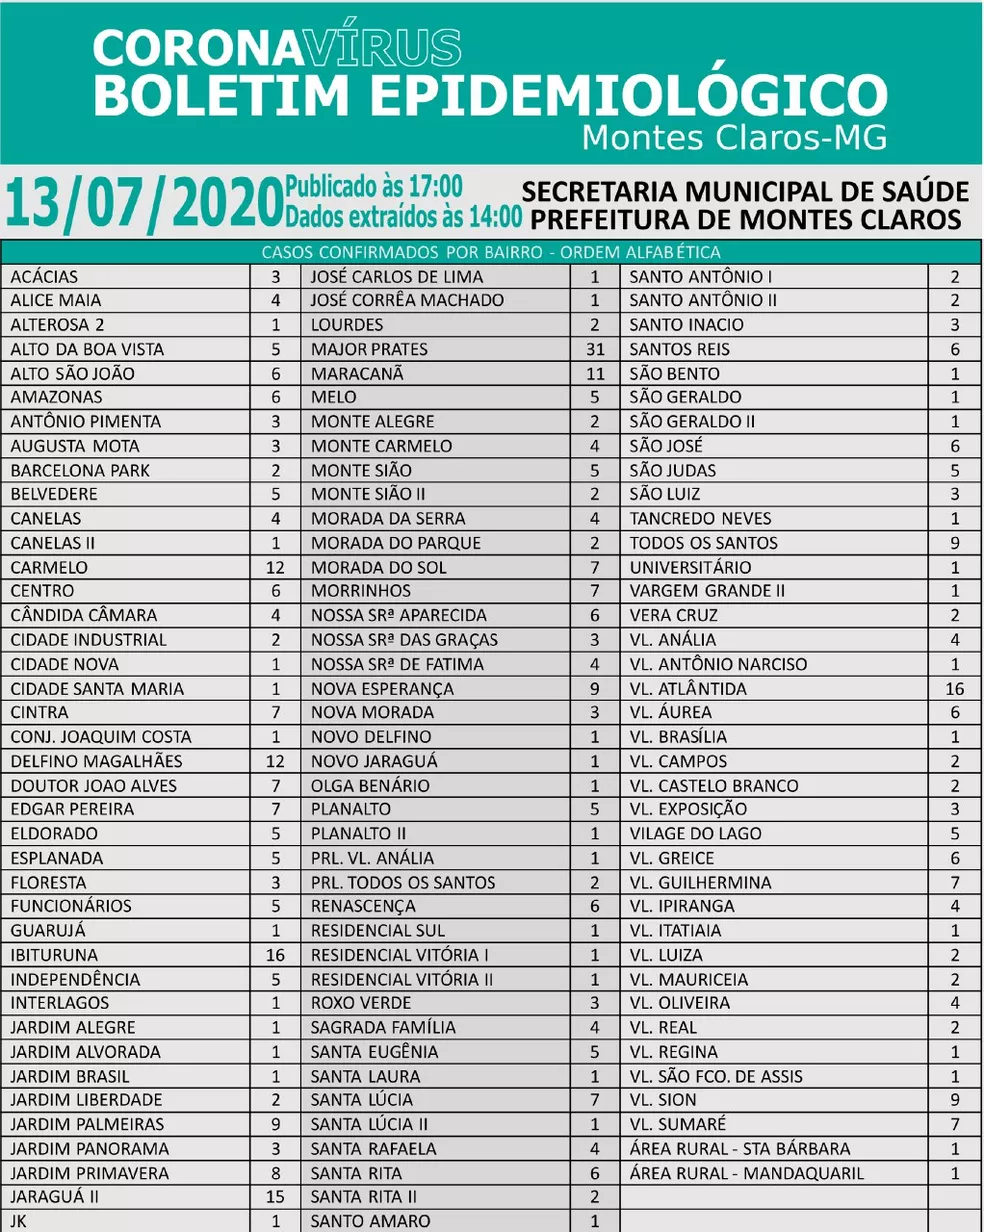 CORONAVÍRUS
BOLETIM EPIDEMIOLÓGICO
Montes Claros-MG
13/07/2020 Publicado às 17:00 SECRETARIA MUNICIPAL DE SAÚDE
Dados extraídos às 14:00 PREFEITURA DE MONTES CLAROS
CASOS CONFIRMADOS POR BAIRRO - ORDEM ALFABÉTICA
ACÁCIAS 3 JOSÉ CARLOS DE LIMA 1 SANTO ANTÔNIO I 2
ALICE MAIA 4 JOSÉ CORRÊA MACHADO 1 SANTO ANTÔNIO II 2
ALTEROSA 2 1 LOURDES 2 SANTO INACIO 3
ALTO DA BOA VISTA 5 MAJOR PRATES 31 SANTOS REIS 6
ALTO SÃO JOÃO 6 MARACANÃ 11 SÃO BENTO 1
AMAZONAS 6 MELO 5 SÃO GERALDO 1
ANTÔNIO PIMENTA 3 MONTE ALEGRE 2 SÃO GERALDO II 1
AUGUSTA MOTA 3 MONTE CARMELO 4 SÃO JOSÉ 6
BARCELONA PARK 2 MONTE SIÃO 5 SÃO JUDAS 5
BELVEDERE 5 MONTE SIÃO II 2 SÃO LUIZ 3
CANELAS 4 MORADA DA SERRA 4 TANCREDO NEVES 1
CANELAS II 1 MORADA DO PARQUE 2 TODOS OS SANTOS 9
CARMELO 12 MORADA DO SOL 7 UNIVERSITÁRIO 1
CENTRO 6 MORRINHOS 7 VARGEM GRANDE II 1
CÂNDIDA CÂMARA 4 NOSSA SRª APARECIDA 6 VERA CRUZ 2
CIDADE INDUSTRIAL 2 NOSSA SRª DAS GRAÇAS 3 VL. ANÁLIA 4
CIDADE NOVA 1 NOSSA SRª DE FATIMA 4 VL. ANTÔNIO NARCISO 1
CIDADE SANTA MARIA 1 NOVA ESPERANÇA 9 VL. ATLÂNTIDA 16
CINTRA 7 NOVA MORADA 3 VL. ÁUREA 6
CONJ. JOAQUIM COSTA 1 NOVO DELFINO 1 VL. BRASÍLIA 1
DELFINO MAGALHÃES 12 NOVO JARAGUÁ 1 VL. CAMPOS 2
DOUTOR JOAO ALVES 7 OLGA BENÁRIO 1 VL. CASTELO BRANCO 2
EDGAR PEREIRA 7 PLANALTO 5 VL. EXPOSIÇÃO 3
ELDORADO 5 PLANALTO II 1 VILAGE DO LAGO 5
ESPLANADA 5 PRL. VL. ANÁLIA 1 VL. GREICE 6
FLORESTA 3 PRL. TODOS OS SANTOS 2 VL. GUILHERMINA 7
FUNCIONÁRIOS 5 RENASCENÇA 6 VL. IPIRANGA 4
GUARUJÁ 1 RESIDENCIAL SUL 1 VL. ITATIAIA 1
IBITURUNA 16 RESIDENCIAL VITÓRIA I 1 VL. LUIZA 2
INDEPENDÊNCIA 5 RESIDENCIAL VITÓRIA II 1 VL. MAURICEIA 2
INTERLAGOS 1 ROXO VERDE 3 VL. OLIVEIRA 4
JARDIM ALEGRE 1 SAGRADA FAMÍLIA 4 VL. REAL 2
JARDIM ALVORADA 1 SANTA EUGÊNIA 5 VL. REGINA 1
JARDIM BRASIL 1 SANTA LAURA 1 VL. SÃO FCO. DE ASSIS 1
JARDIM LIBERDADE 2 SANTA LÚCIA 7 VL. SION 9
JARDIM PALMEIRAS 9 SANTA LÚCIA II 1 VL. SUMARÉ 7
JARDIM PANORAMA 3 SANTA RAFAELA 4 ÁREA RURAL - STA BÁRBARA 1
JARDIM PRIMAVERA 8 SANTA RITA 6 ÁREA RURAL - MANDAQUARIL 1
JARAGUÁ II 15 SANTA RITA II 2
JK 1 SANTO AMARO 1